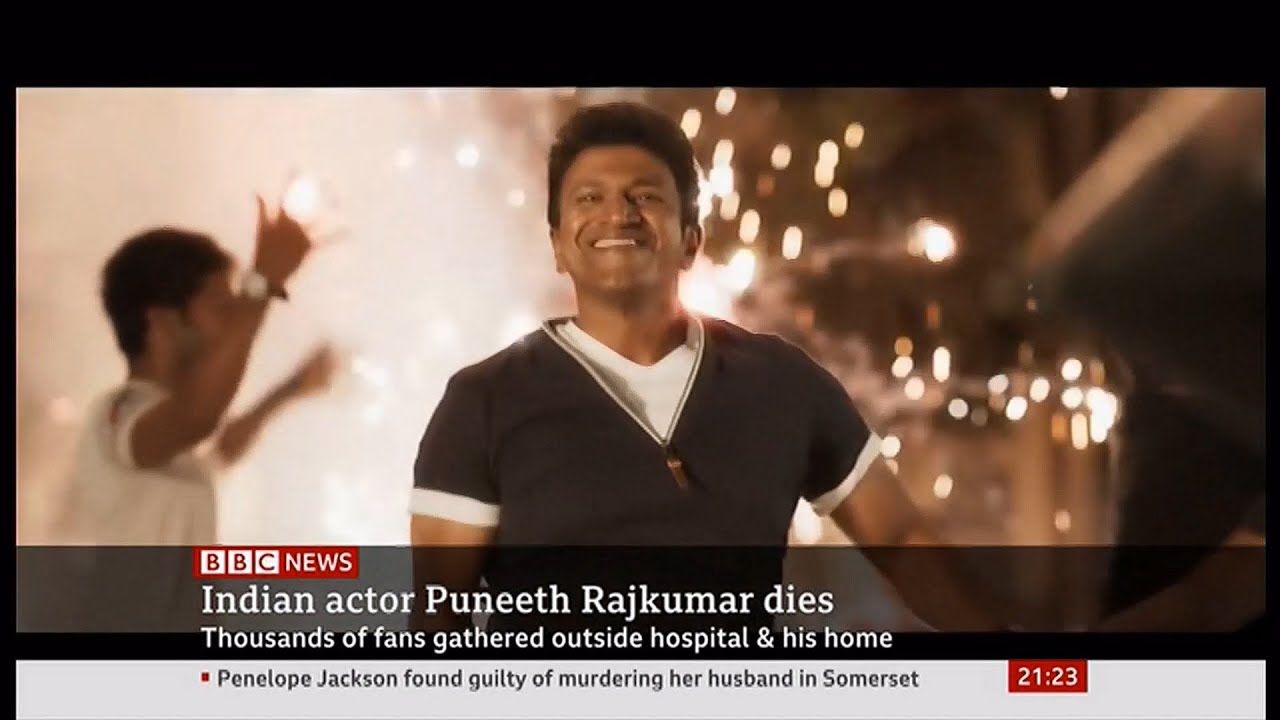 BBC NEWS
Indian actor Puneeth Rajkumar dies
Thousands of fans gathered outside hospital & his home
Penelope Jackson found guilty of murdering her husband in Somerset
21:23